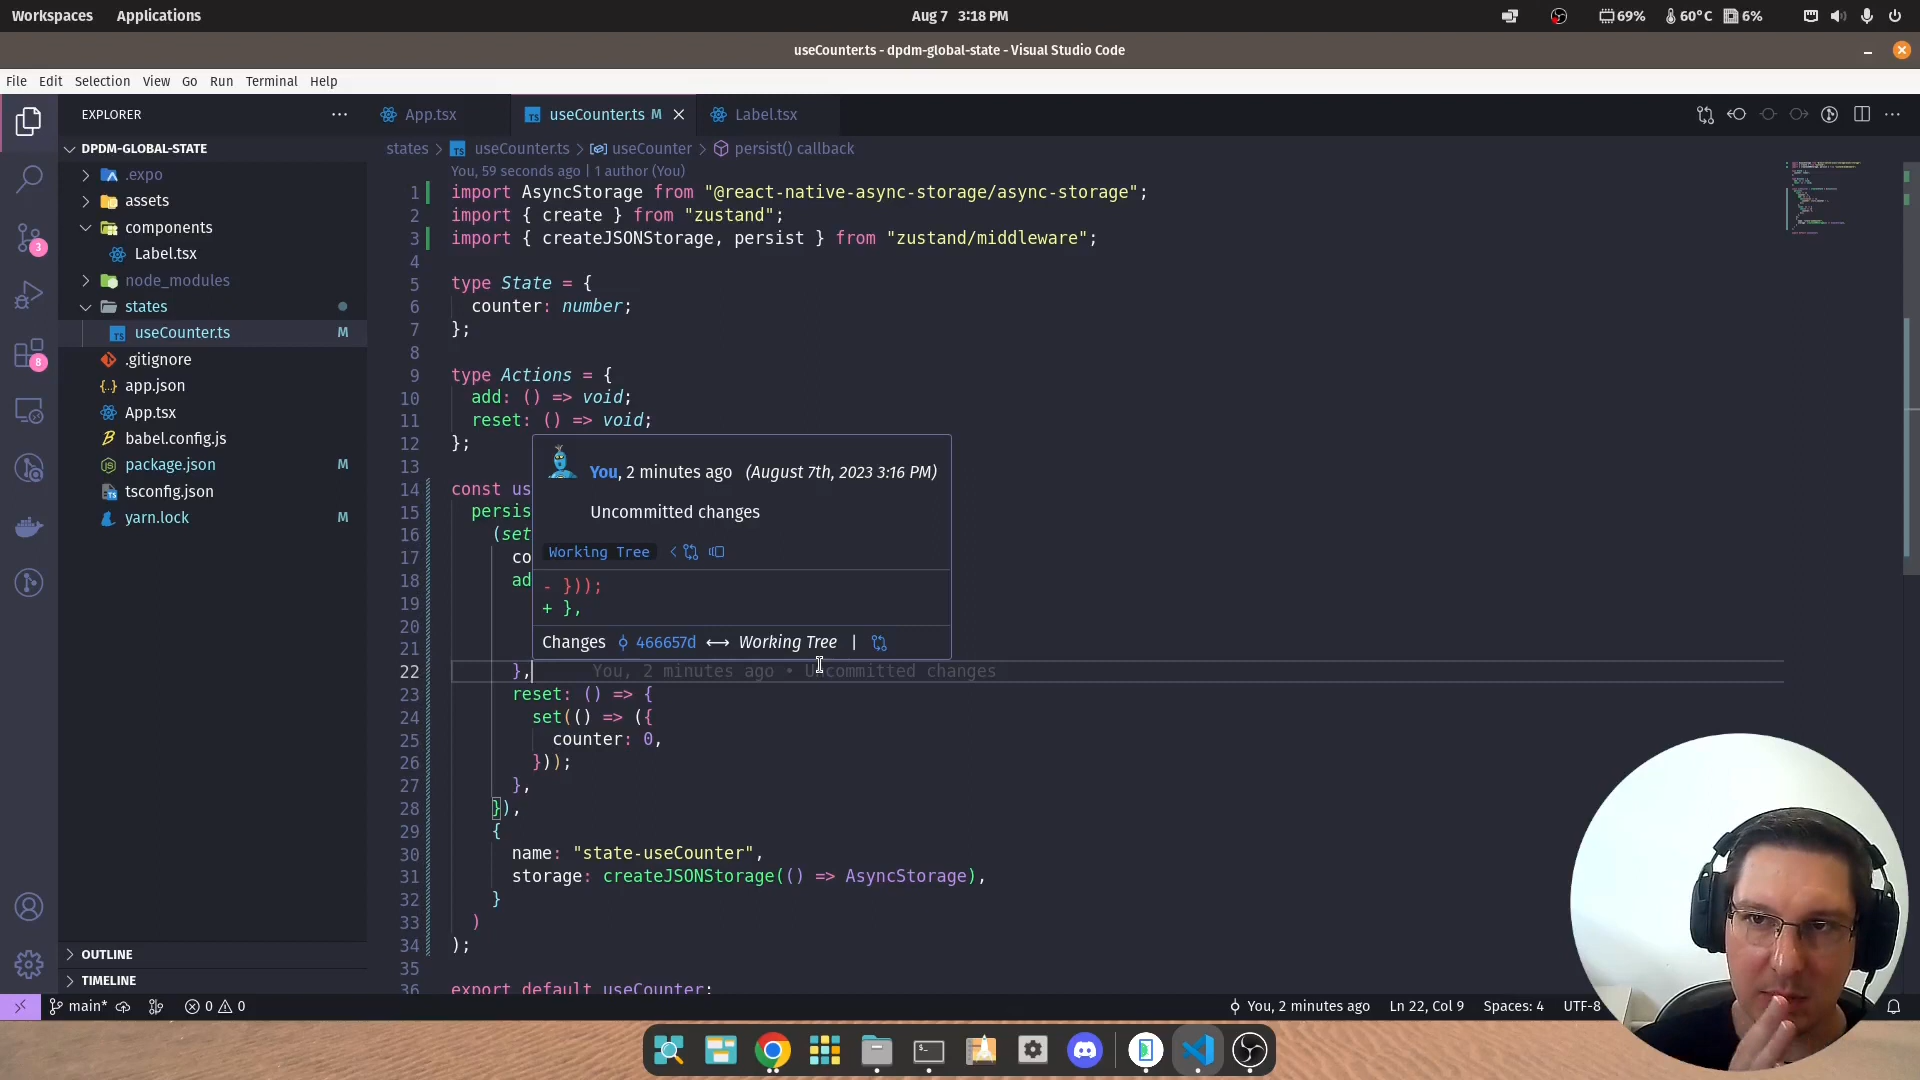 Workspaces Applications Aug 7 3:18 PM 69% 60°C 6%
useCounter.ts - dpdm-global-state - Visual Studio Code
File Edit Selection View Go Run Terminal Help
EXPLORER
App.tsx useCounter.ts M Label.tsx
DPDM-GLOBAL-STATE
.expo
assets
components
Label.tsx
node_modules
states
useCounter.ts M
.gitignore
app.json
App.tsx
babel.config.js
package.json M
tsconfig.json
yarn.lock M
OUTLINE
TIMELINE
3
8
states > useCounter.ts > useCounter > persist() callback
You, 59 seconds ago | 1 author (You)
1 import AsyncStorage from "@react-native-async-storage/async-storage";
2 import { create } from "zustand";
3 import { createJSONStorage, persist } from "zustand/middleware";
4
5 type State = {
6 counter: number;
7 };
8
9 type Actions = {
10 add: () => void;
11 reset: () => void;
12 };
13
14 const us
15 persis
16 (set
17 co
18 ad
19
20
21
22 }, You, 2 minutes ago • Uncommitted changes
23 reset: () => {
24 set(() => ({
25 counter: 0,
26 }));
27 },
28 }),
29 {
30 name: "state-useCounter",
31 storage: createJSONStorage(() => AsyncStorage),
32 }
33 )
34 );
35
36 export default useCounter;
You, 2 minutes ago (August 7th, 2023 3:16 PM)
Uncommitted changes
Working Tree
- }));
+ },
Changes 466657d ⟷ Working Tree |
main* 0 0 You, 2 minutes ago Ln 22, Col 9 Spaces: 4 UTF-8